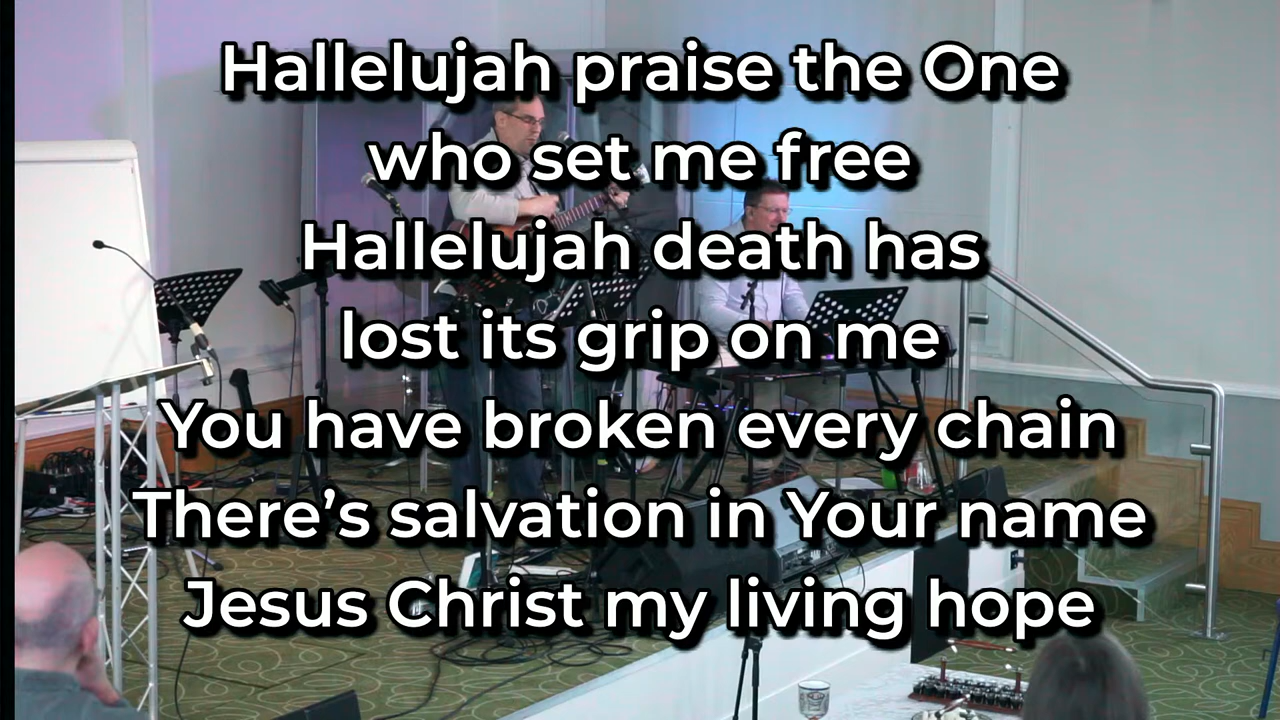 Hallelujah praise the One
who set me free
Hallelujah death has
lost its grip on me
You have broken every chain
There’s salvation in Your name
Jesus Christ my living hope